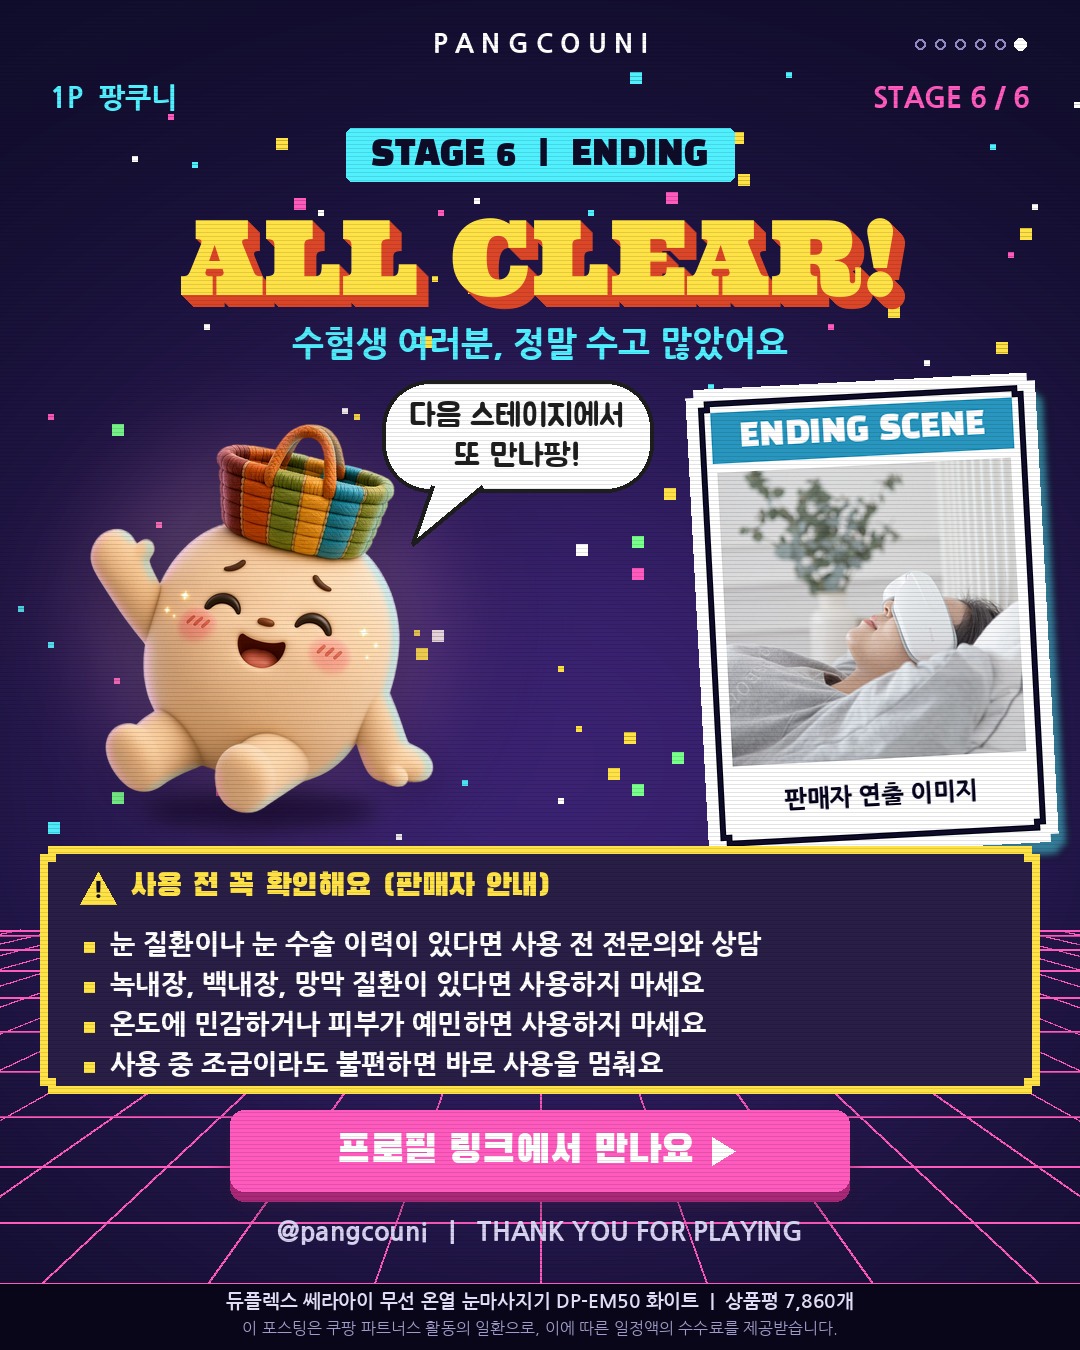 PANGCOUNI
1P 팡쿠니
STAGE 6 / 6
STAGE 6 | ENDING
ALL CLEAR!
수험생 여러분, 정말 수고 많았어요
다음 스테이지에서
또 만나팡!
ENDING SCENE
판매자 연출 이미지
사용 전 꼭 확인해요 (판매자 안내)
눈 질환이나 눈 수술 이력이 있다면 사용 전 전문의와 상담
녹내장, 백내장, 망막 질환이 있다면 사용하지 마세요
온도에 민감하거나 피부가 예민하면 사용하지 마세요
사용 중 조금이라도 불편하면 바로 사용을 멈춰요
프로필 링크에서 만나요 ▶
@pangcouni | THANK YOU FOR PLAYING
듀플렉스 쎄라아이 무선 온열 눈마사지기 DP-EM50 화이트 | 상품평 7,860개
이 포스팅은 쿠팡 파트너스 활동의 일환으로, 이에 따른 일정액의 수수료를 제공받습니다.